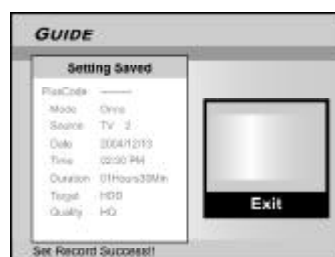 GUIDE
Setting Saved
PlusCode -------
Mode Once
Source TV 2
Date 2004/12/13
Time 02:30 PM
Duration 01Hours30Min
Target HDD
Quality HQ
Exit
Set Record Success!!